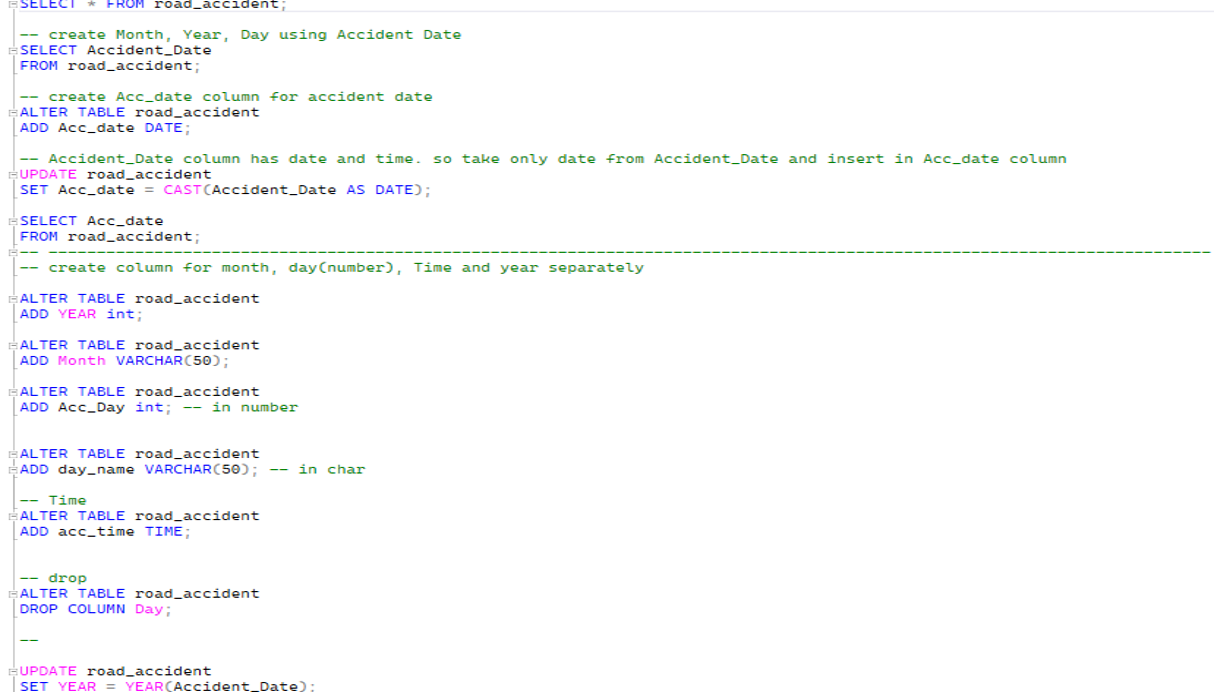 SELECT * FROM road_accident;
-- create Month, Year, Day using Accident Date
SELECT Accident_Date
FROM road_accident;
-- create Acc_date column for accident date
ALTER TABLE road_accident
ADD Acc_date DATE;
-- Accident_Date column has date and time. so take only date from Accident_Date and insert in Acc_date column
UPDATE road_accident
SET Acc_date = CAST(Accident_Date AS DATE);
SELECT Acc_date
FROM road_accident;
-- ------------------------------------------------------------------------------------------------------------------------
-- create column for month, day(number), Time and year separately
ALTER TABLE road_accident
ADD YEAR int;
ALTER TABLE road_accident
ADD Month VARCHAR(50);
ALTER TABLE road_accident
ADD Acc_Day int; -- in number
ALTER TABLE road_accident
ADD day_name VARCHAR(50); -- in char
-- Time
ALTER TABLE road_accident
ADD acc_time TIME;
-- drop
ALTER TABLE road_accident
DROP COLUMN Day;
--
UPDATE road_accident
SET YEAR = YEAR(Accident_Date);